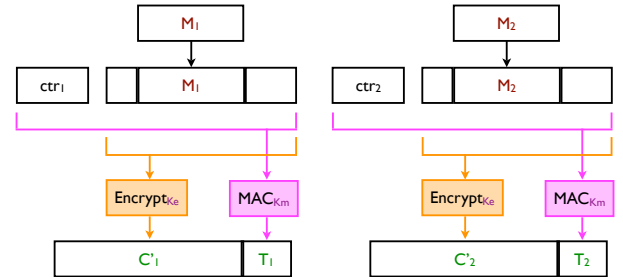 M₁ M₂
ctr₁ M₁ ctr₂ M₂
Encryptₖₑ MACₖₘ Encryptₖₑ MACₖₘ
C'₁ T₁ C'₂ T₂